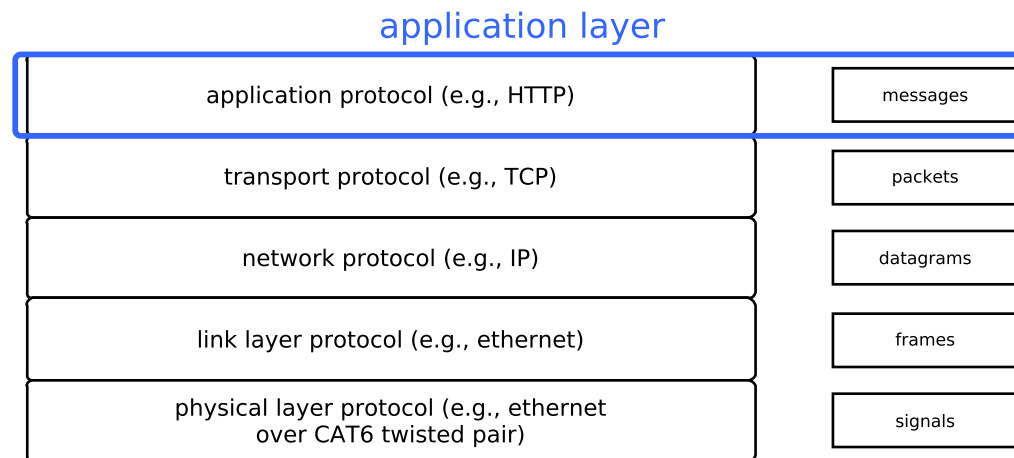 application layer
application protocol (e.g., HTTP)
messages
transport protocol (e.g., TCP)
packets
network protocol (e.g., IP)
datagrams
link layer protocol (e.g., ethernet)
frames
physical layer protocol (e.g., ethernet
over CAT6 twisted pair)
signals